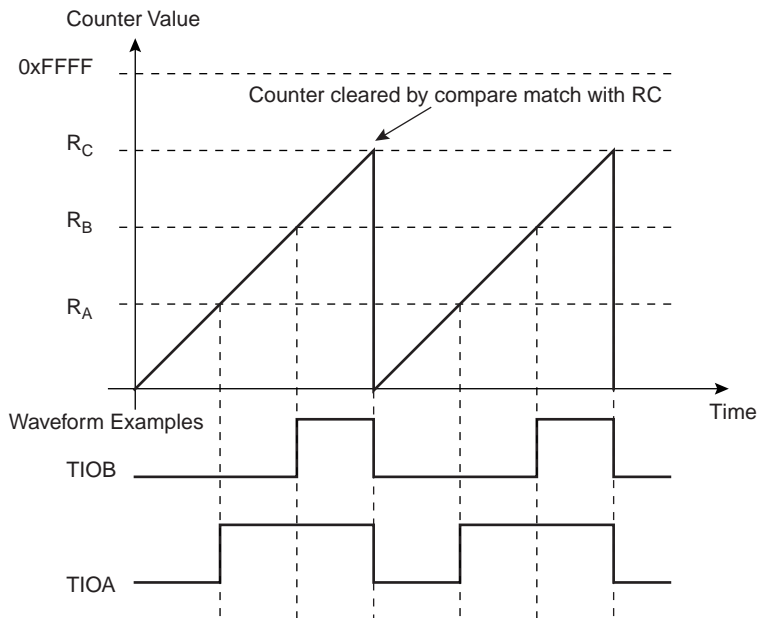 Counter Value
0xFFFF
Counter cleared by compare match with RC
RC
RB
RA
Time
Waveform Examples
TIOB
TIOA